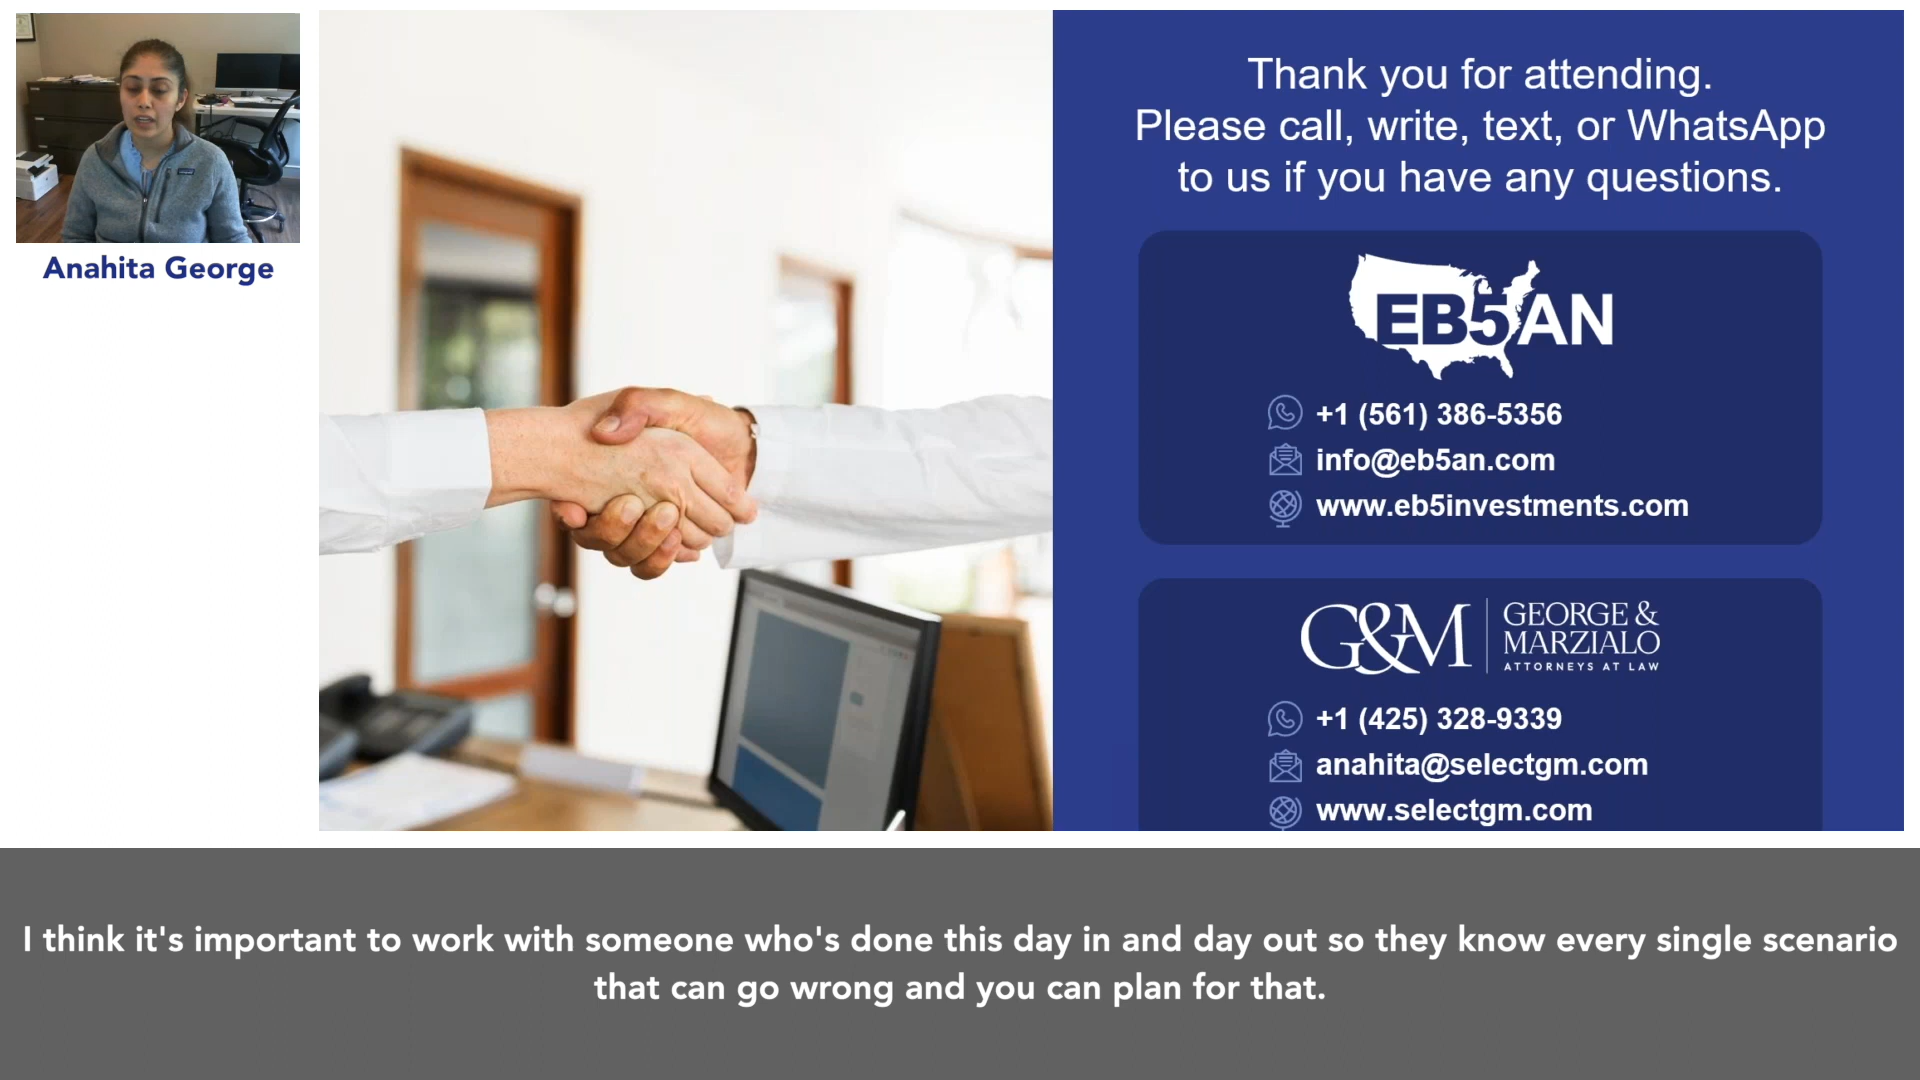 Anahita George
Thank you for attending.
Please call, write, text, or WhatsApp
to us if you have any questions.
EB5AN
+1 (561) 386-5356
info@eb5an.com
www.eb5investments.com
G&M
GEORGE &
MARZIALO
ATTORNEYS AT LAW
+1 (425) 328-9339
anahita@selectgm.com
www.selectgm.com
I think it's important to work with someone who's done this day in and day out so they know every single scenario
that can go wrong and you can plan for that.